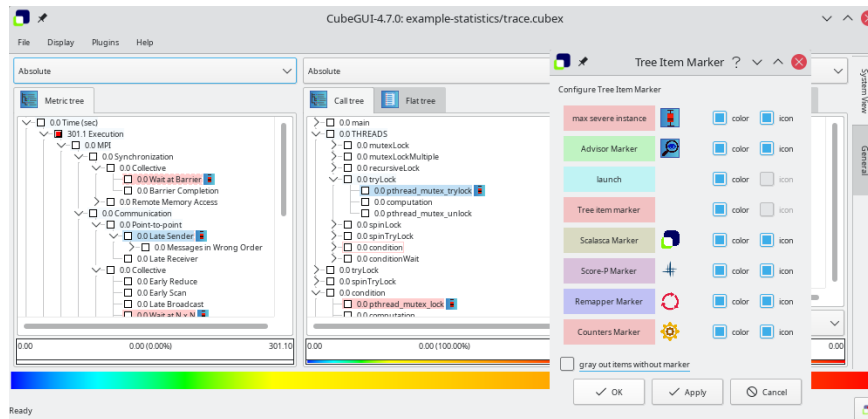 CubeGUI-4.7.0: example-statistics/trace.cubex
File Display Plugins Help
Absolute
Absolute
Metric tree
Call tree
Flat tree
0.0 Time (sec)
301.1 Execution
0.0 MPI
0.0 Synchronization
0.0 Collective
0.0 Wait at Barrier
0.0 Barrier Completion
0.0 Remote Memory Access
0.0 Communication
0.0 Point-to-point
0.0 Late Sender
0.0 Messages in Wrong Order
0.0 Late Receiver
0.0 Collective
0.0 Early Reduce
0.0 Early Scan
0.0 Late Broadcast
0.0 Wait at N x N
0.00 0.00 (0.00%) 301.10
0.0 main
0.0 THREADS
0.0 mutexLock
0.0 mutexLockMultiple
0.0 recursiveLock
0.0 tryLock
0.0 pthread_mutex_trylock
0.0 computation
0.0 pthread_mutex_unlock
0.0 spinLock
0.0 spinTryLock
0.0 condition
0.0 conditionWait
0.0 tryLock
0.0 spinTryLock
0.0 condition
0.0 pthread_mutex_lock
0.0 computation
0.00 0.00 (100.00%)
Tree Item Marker
Configure Tree Item Marker
max severe instance color icon
Advisor Marker color icon
launch color icon
Tree item marker color icon
Scalasca Marker color icon
Score-P Marker color icon
Remapper Marker color icon
Counters Marker color icon
gray out items without marker
OK Apply Cancel
System View
General
0.00
Ready